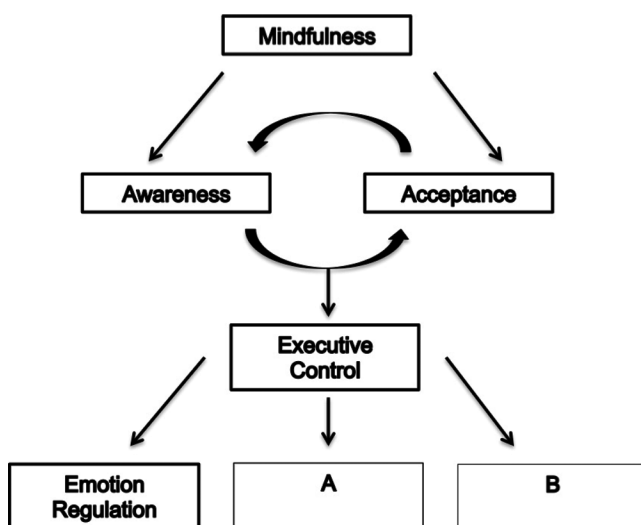 Mindfulness
Awareness
Acceptance
Executive
Control
Emotion
Regulation
A
B